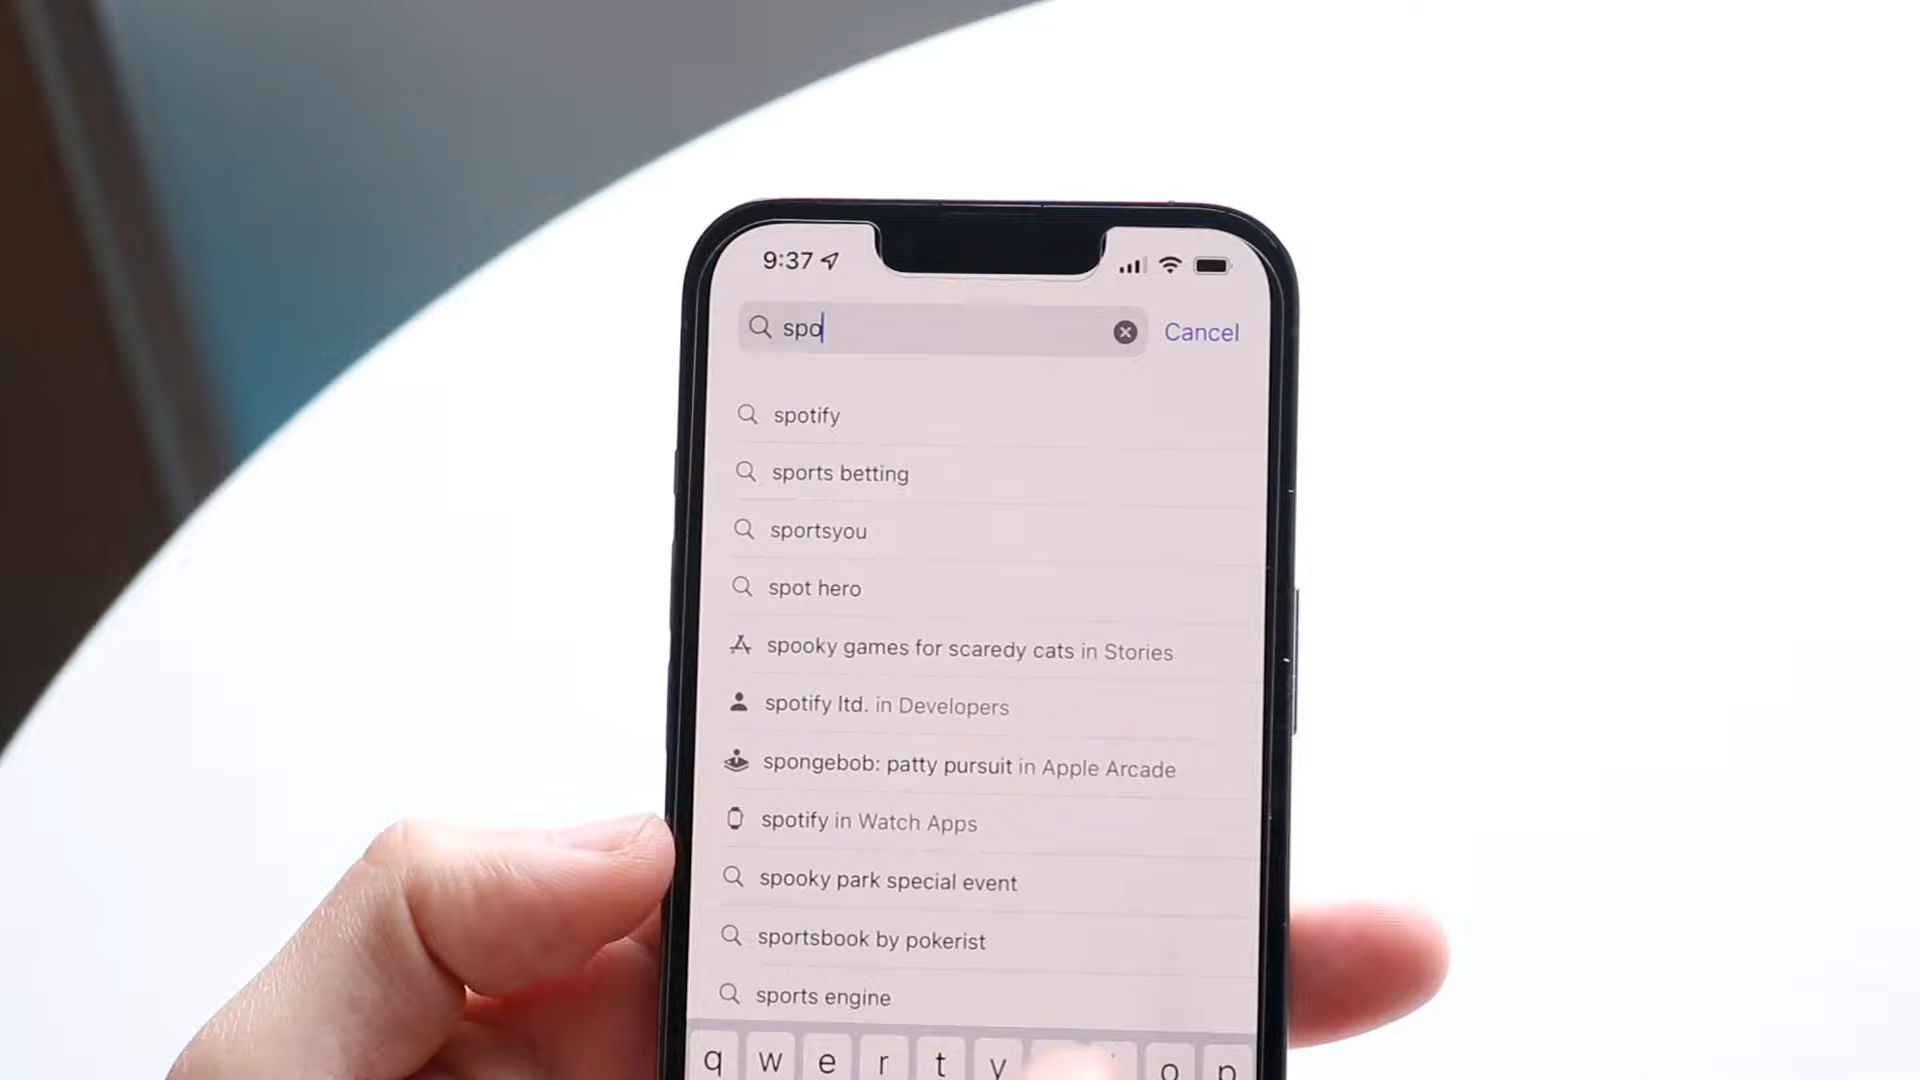 9:37
spo
Cancel
spotify
sports betting
sportsyou
spot hero
spooky games for scaredy cats in Stories
spotify ltd. in Developers
spongebob: patty pursuit in Apple Arcade
spotify in Watch Apps
spooky park special event
sportsbook by pokerist
sports engine
q w e r t y o p